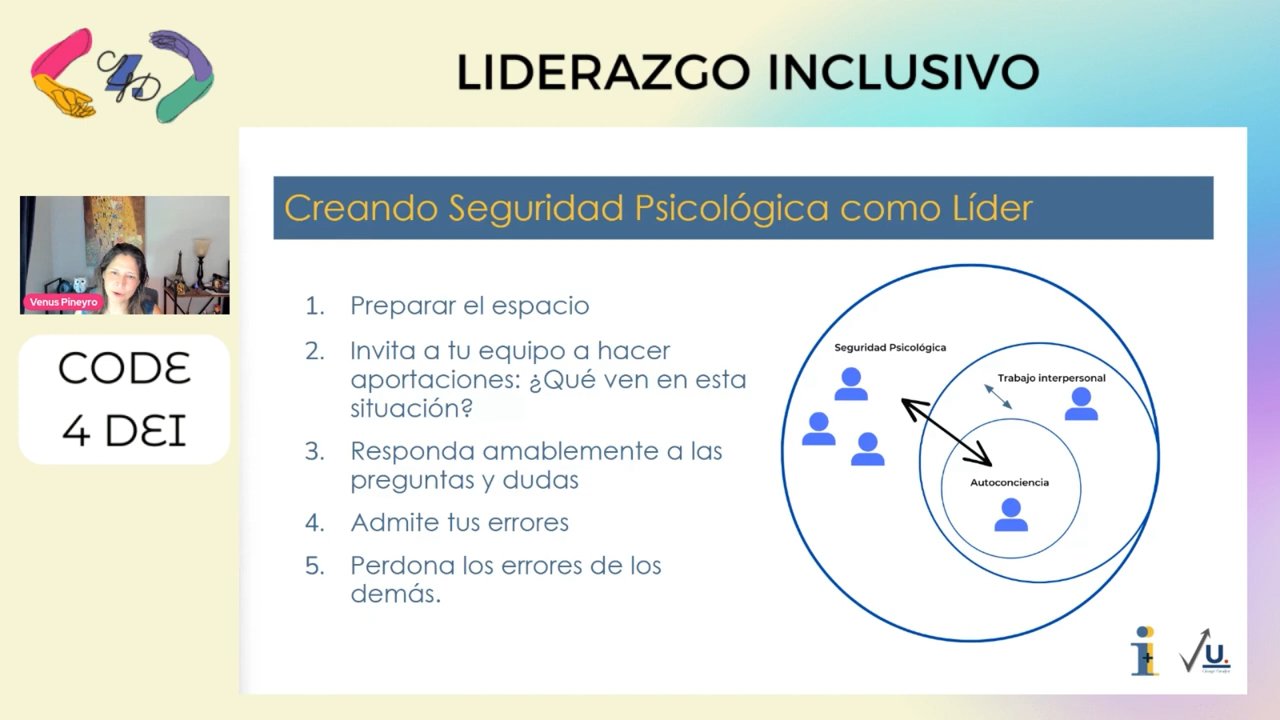 LIDERAZGO INCLUSIVO
Creando Seguridad Psicológica como Líder
Venus Pineyro
CODE
4 DEI
1. Preparar el espacio
2. Invita a tu equipo a hacer
aportaciones: ¿Qué ven en esta
situación?
3. Responda amablemente a las
preguntas y dudas
4. Admite tus errores
5. Perdona los errores de los
demás.
Seguridad Psicológica
Trabajo interpersonal
Autoconciencia
i+
U.